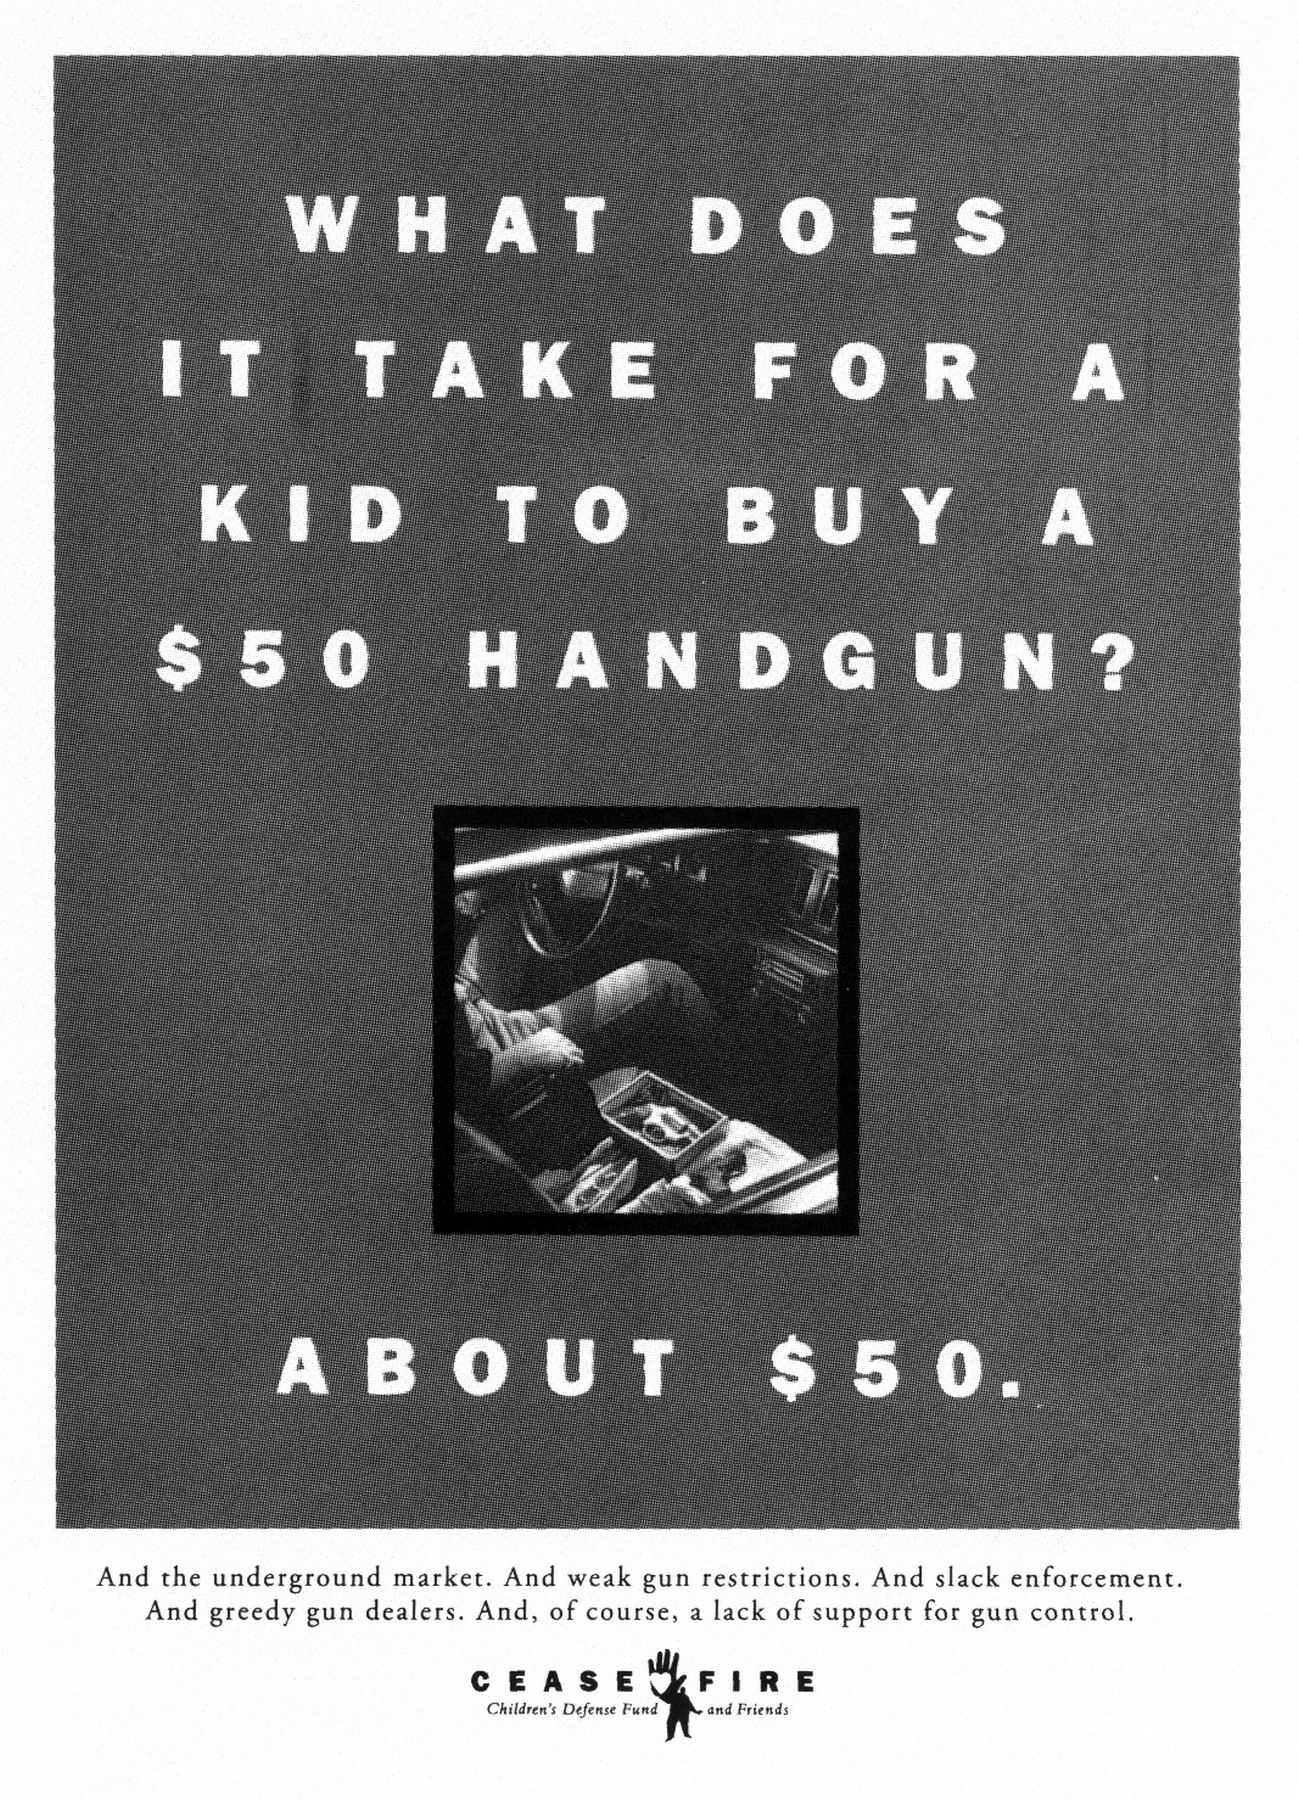 WHAT DOES
IT TAKE FOR A
KID TO BUY A
$50 HANDGUN?
ABOUT $50.
And the underground market. And weak gun restrictions. And slack enforcement.
And greedy gun dealers. And, of course, a lack of support for gun control.
CEASE FIRE
Children's Defense Fund and Friends